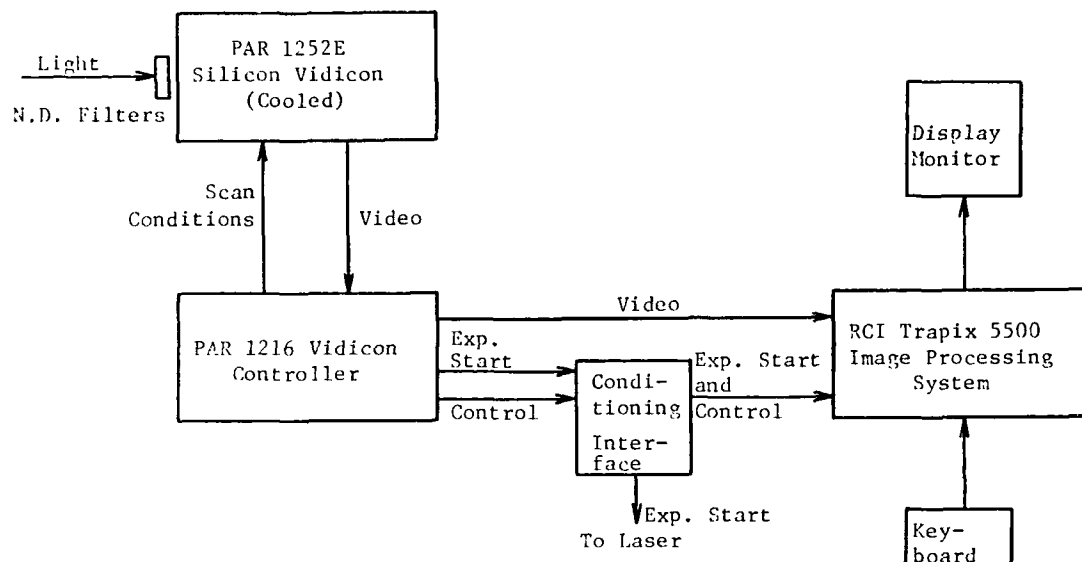 PAR 1252E
Silicon Vidicon
(Cooled)
Light
N.D. Filters
Display
Monitor
Scan
Conditions
Video
Video
PAR 1216 Vidicon
Controller
Exp.
Start
Control
Condi-
tioning
Inter-
face
Exp. Start
and
Control
RCI Trapix 5500
Image Processing
System
Exp. Start
To Laser
Key-
board